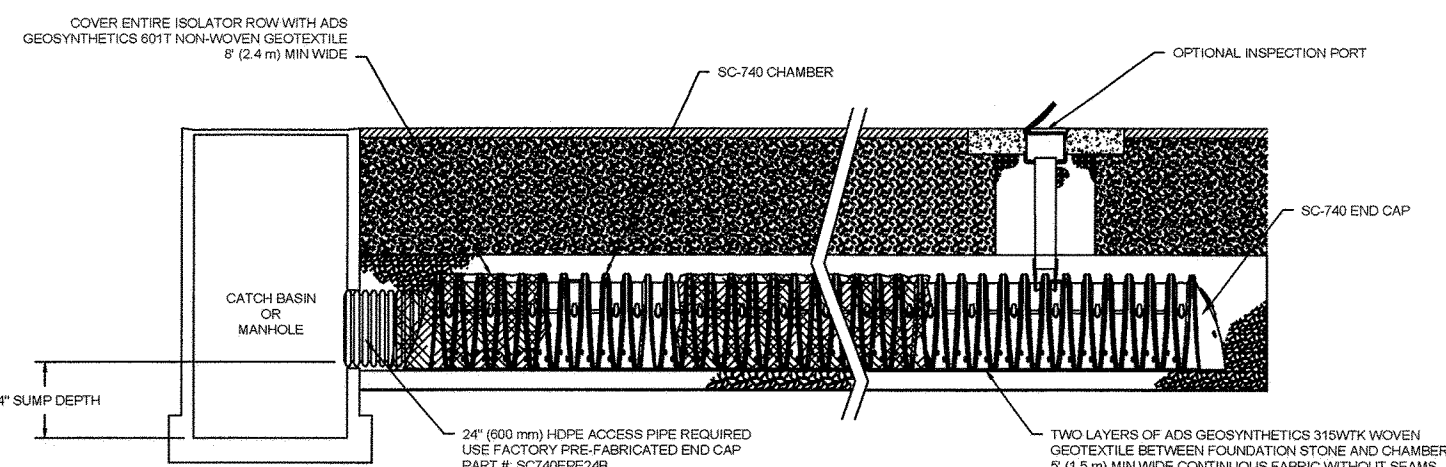 COVER ENTIRE ISOLATOR ROW WITH ADS
GEOSYNTHETICS 601T NON-WOVEN GEOTEXTILE
8' (2.4 m) MIN WIDE
SC-740 CHAMBER
OPTIONAL INSPECTION PORT
SC-740 END CAP
CATCH BASIN
OR
MANHOLE
4" SUMP DEPTH
24" (600 mm) HDPE ACCESS PIPE REQUIRED
USE FACTORY PRE-FABRICATED END CAP
PART #: SC740EPE24B
TWO LAYERS OF ADS GEOSYNTHETICS 315WTK WOVEN
GEOTEXTILE BETWEEN FOUNDATION STONE AND CHAMBER
5' (1.5 m) MIN WIDE CONTINUOUS FABRIC WITHOUT SEAMS